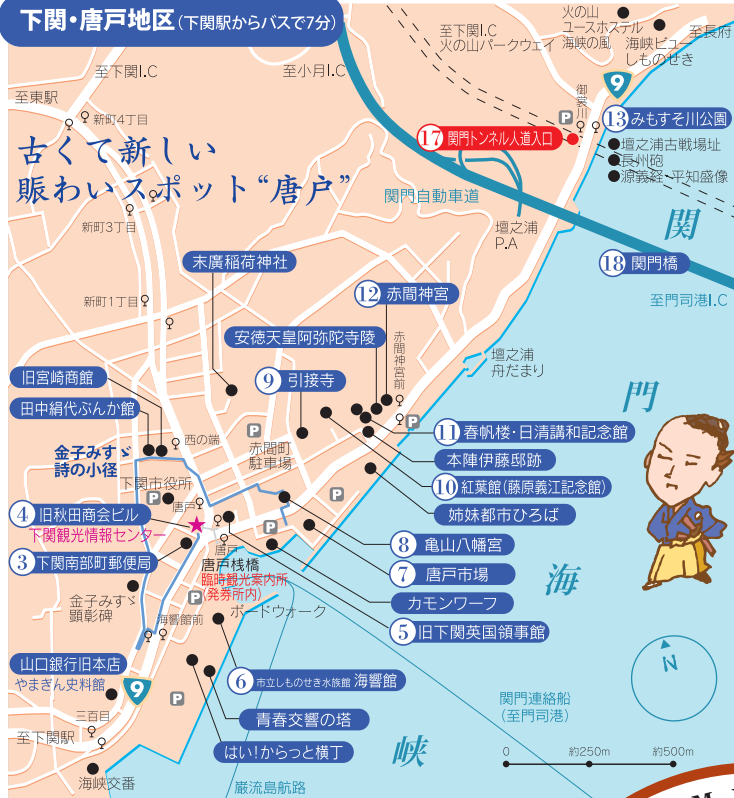 下関・唐戸地区(下関駅からバスで7分)
火の山
ユースホステル
海峡の風
海峡ビュー
しものせき
至長府
至下関I.C
火の山パークウェイ
至下関I.C
至小月I.C
至東駅
新町4丁目
9
御裳川
P
13 みもすそ川公園
壇之浦古戦場址
長州砲
源義経・平知盛像
17 関門トンネル人道入口
古くて新しい
賑わいスポット“唐戸”
関門自動車道
壇之浦
P.A
新町3丁目
関
18 関門橋
至門司港I.C
末廣稲荷神社
12 赤間神宮
新町1丁目
安徳天皇阿弥陀寺陵
赤間神宮前
壇之浦
舟だまり
旧宮崎商館
9 引接寺
田中絹代ぶんか館
門
P
11 春帆楼・日清講和記念館
西の端
赤間町
駐車場
P
金子みすゞ
詩の小径
本陣伊藤邸跡
下関市役所
P
10 紅葉館(藤原義江記念館)
唐戸
P
姉妹都市ひろば
4 旧秋田商会ビル
下関観光情報センター
P
8 亀山八幡宮
3 下関南部町郵便局
唐戸
唐戸桟橋
臨時観光案内所
(発券所内)
7 唐戸市場
海
カモンワーフ
金子みすゞ
顕彰碑
P
ボードウォーク
海響館前
5 旧下関英国領事館
N
山口銀行旧本店
やまぎん史料館
6 市立しものせき水族館 海響館
9
P
青春交響の塔
関門連絡船
(至門司港)
三百目
至下関駅
はい!からっと横丁
峡
0
約250m
約500m
海峡交番
巌流島航路
M